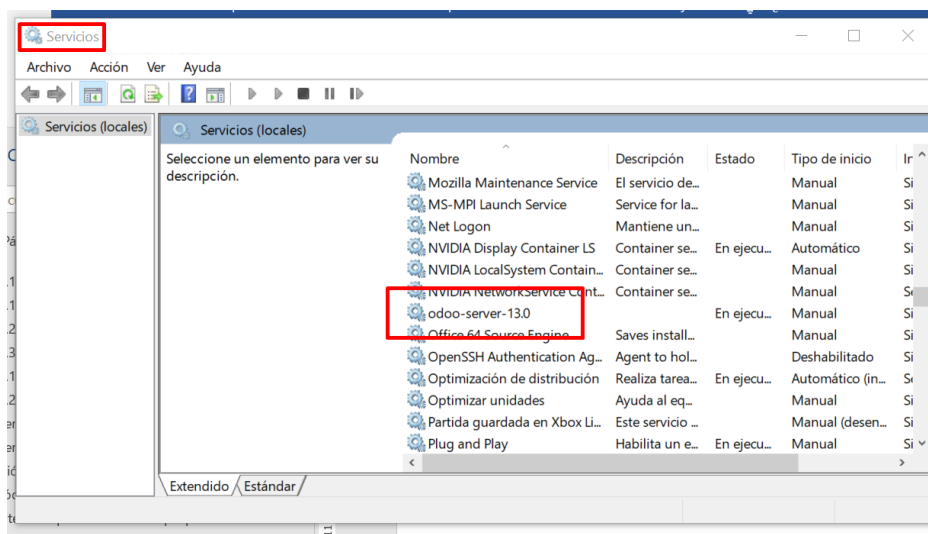 Servicios
Archivo Acción Ver Ayuda
Servicios (locales)
Servicios (locales)
Seleccione un elemento para ver su
descripción.
Nombre Descripción Estado Tipo de inicio
Mozilla Maintenance Service El servicio de... Manual
MS-MPI Launch Service Service for la... Manual
Net Logon Mantiene un... Manual
NVIDIA Display Container LS Container se... En ejecu... Automático
NVIDIA LocalSystem Contain... Container se... Manual
NVIDIA NetworkService Cont... Container se... Manual
odoo-server-13.0 En ejecu... Manual
Office 64 Source Engine Saves install... Manual
OpenSSH Authentication Ag... Agent to hol... Deshabilitado
Optimización de distribución Realiza tarea... En ejecu... Automático (in...
Optimizar unidades Ayuda al eq... Manual
Partida guardada en Xbox Li... Este servicio ... Manual (desen...
Plug and Play Habilita un e... En ejecu... Manual
Extendido Estándar